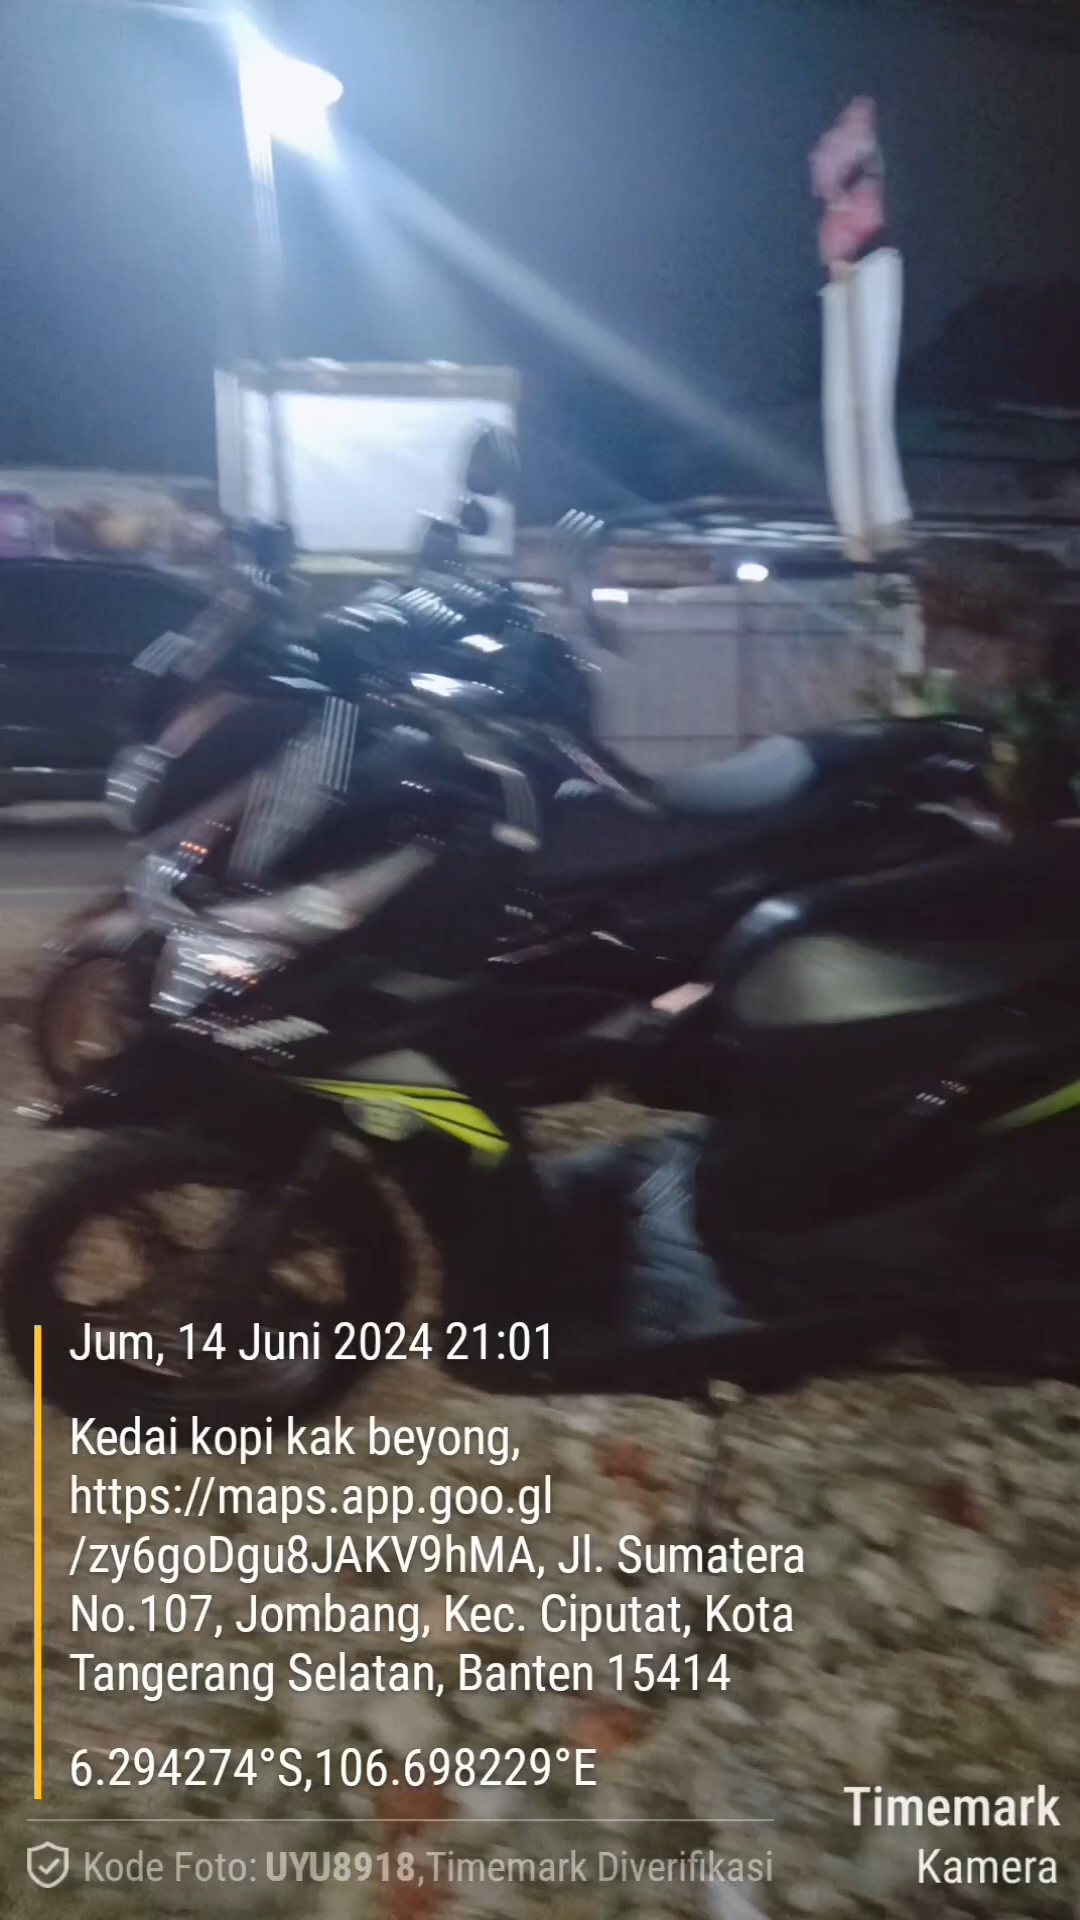 Jum, 14 Juni 2024 21:01
Kedai kopi kak beyong,
https://maps.app.goo.gl
/zy6goDgu8JAKV9hMA, Jl. Sumatera
No.107, Jombang, Kec. Ciputat, Kota
Tangerang Selatan, Banten 15414
6.294274°S,106.698229°E
Timemark
Kamera
Kode Foto: UYU8918,Timemark Diverifikasi